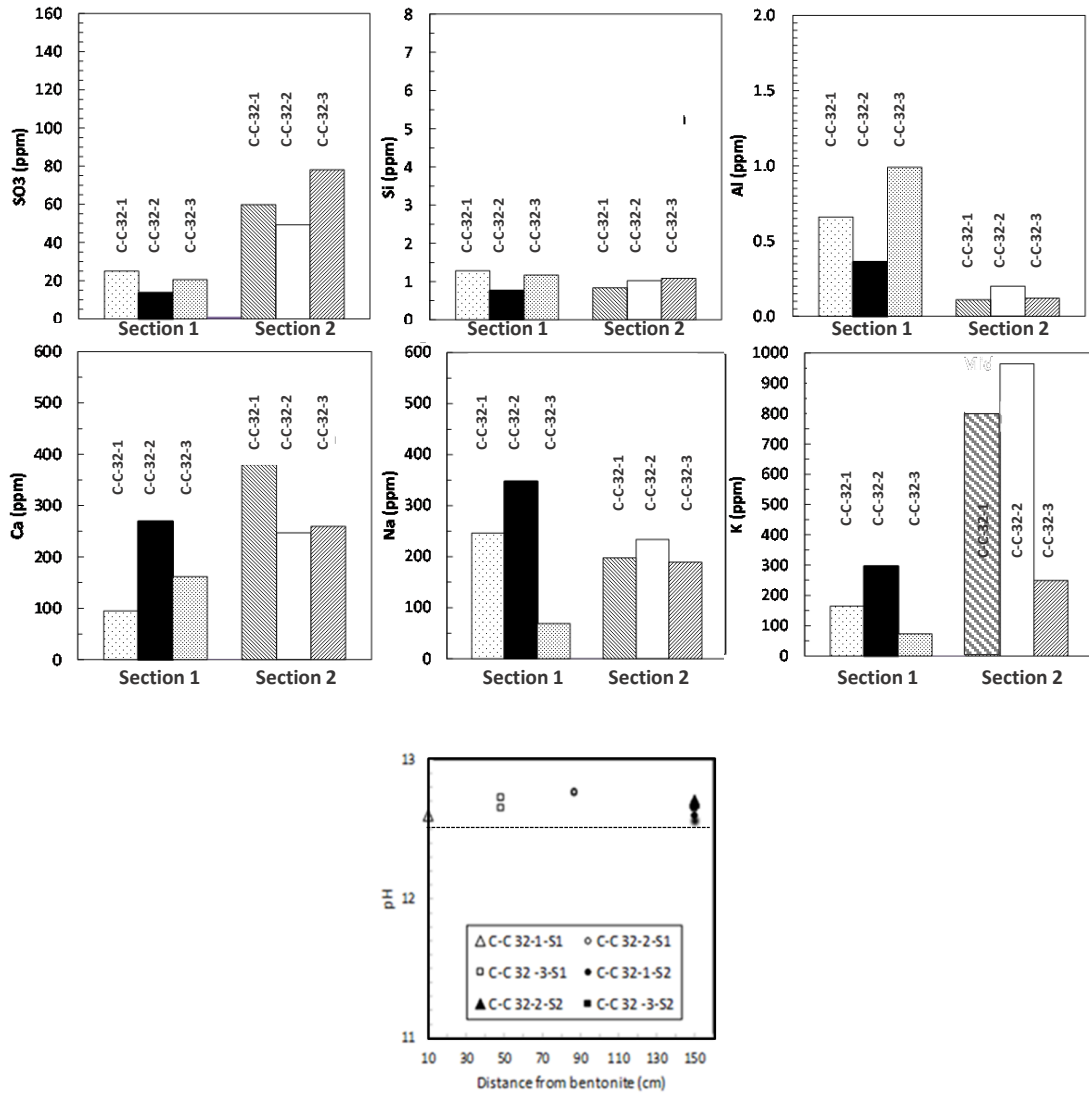 SO3 (ppm)
160
140
120
100
80
60
40
20
0
C-C-32-1
C-C-32-2
C-C-32-3
C-C-32-1
C-C-32-2
C-C-32-3
Section 1
Section 2
Si (ppm)
8
7
6
5
4
3
2
1
0
C-C-32-1
C-C-32-2
C-C-32-3
C-C-32-1
C-C-32-2
C-C-32-3
Section 1
Section 2
Al (ppm)
2.0
1.5
1.0
0.5
0.0
C-C-32-1
C-C-32-2
C-C-32-3
C-C-32-1
C-C-32-2
C-C-32-3
Section 1
Section 2
Ca (ppm)
600
500
400
300
200
100
0
C-C-32-1
C-C-32-2
C-C-32-3
C-C-32-1
C-C-32-2
C-C-32-3
Section 1
Section 2
Na (ppm)
600
500
400
300
200
100
0
C-C-32-1
C-C-32-2
C-C-32-3
C-C-32-1
C-C-32-2
C-C-32-3
Section 1
Section 2
K (ppm)
1000
900
800
700
600
500
400
300
200
100
0
C-C-32-1
C-C-32-2
C-C-32-3
C-C-32-1
C-C-32-2
C-C-32-3
Section 1
Section 2
pH
13
12
11
C-C 32-1-S1 C-C 32-2-S1
C-C 32 -3-S1 C-C 32-1-S2
C-C 32-2-S2 C-C 32 -3-S2
10 30 50 70 90 110 130 150
Distance from bentonite (cm)